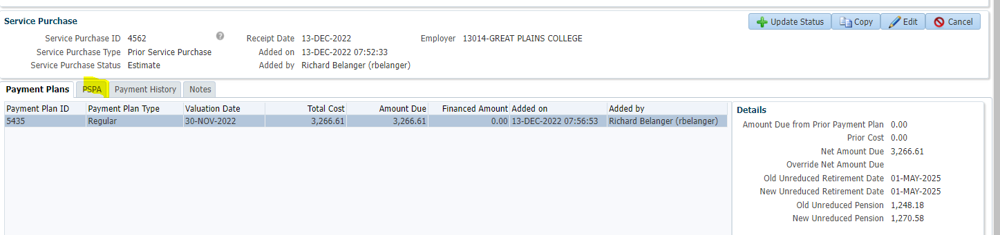 Service Purchase
Update Status Copy Edit Cancel
Service Purchase ID 4562 Receipt Date 13-DEC-2022 Employer 13014-GREAT PLAINS COLLEGE
Service Purchase Type Prior Service Purchase Added on 13-DEC-2022 07:52:33
Service Purchase Status Estimate Added by Richard Belanger (rbelanger)
Payment Plans PSPA Payment History Notes
Payment Plan ID Payment Plan Type Valuation Date Total Cost Amount Due Financed Amount Added on Added by
5435 Regular 30-NOV-2022 3,266.61 3,266.61 0.00 13-DEC-2022 07:56:53 Richard Belanger (rbelanger)
Details
Amount Due from Prior Payment Plan 0.00
Prior Cost 0.00
Net Amount Due 3,266.61
Override Net Amount Due
Old Unreduced Retirement Date 01-MAY-2025
New Unreduced Retirement Date 01-MAY-2025
Old Unreduced Pension 1,248.18
New Unreduced Pension 1,270.58